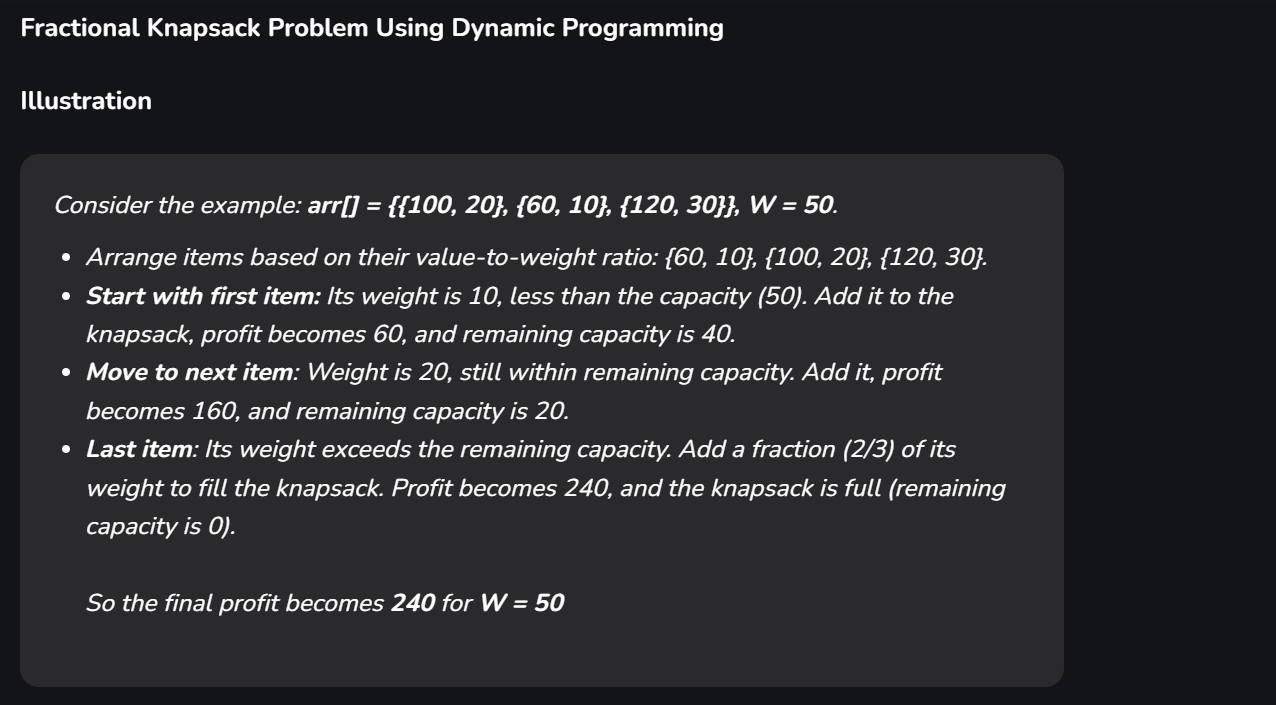 Fractional Knapsack Problem Using Dynamic Programming
Illustration
Consider the example: arr[] = {{100, 20}, {60, 10}, {120, 30}}, W = 50.
• Arrange items based on their value-to-weight ratio: {60, 10}, {100, 20}, {120, 30}.
• Start with first item: Its weight is 10, less than the capacity (50). Add it to the
knapsack, profit becomes 60, and remaining capacity is 40.
• Move to next item: Weight is 20, still within remaining capacity. Add it, profit
becomes 160, and remaining capacity is 20.
• Last item: Its weight exceeds the remaining capacity. Add a fraction (2/3) of its
weight to fill the knapsack. Profit becomes 240, and the knapsack is full (remaining
capacity is 0).
So the final profit becomes 240 for W = 50